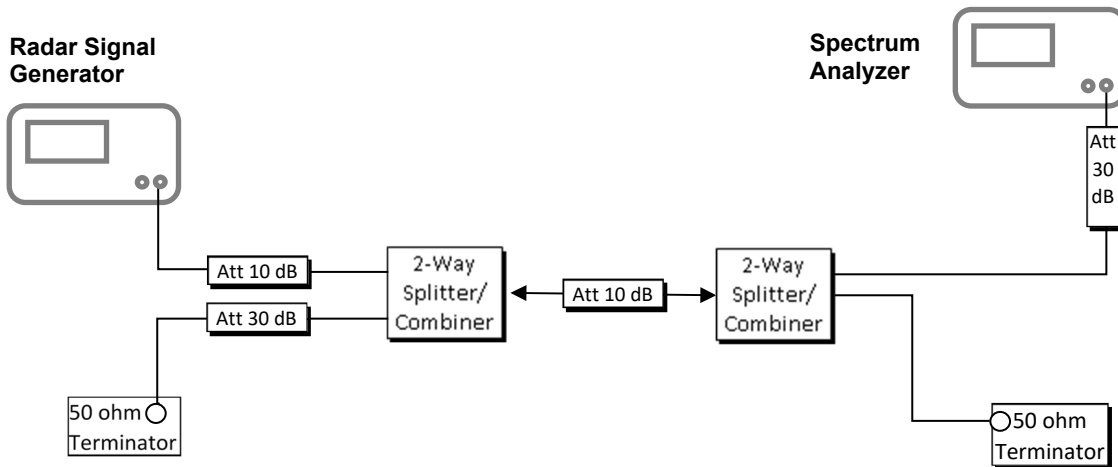 Radar Signal
Generator
Spectrum
Analyzer
Att
30
dB
Att 10 dB
2-Way
Splitter/
Combiner
Att 10 dB
2-Way
Splitter/
Combiner
Att 30 dB
50 ohm
Terminator
50 ohm
Terminator